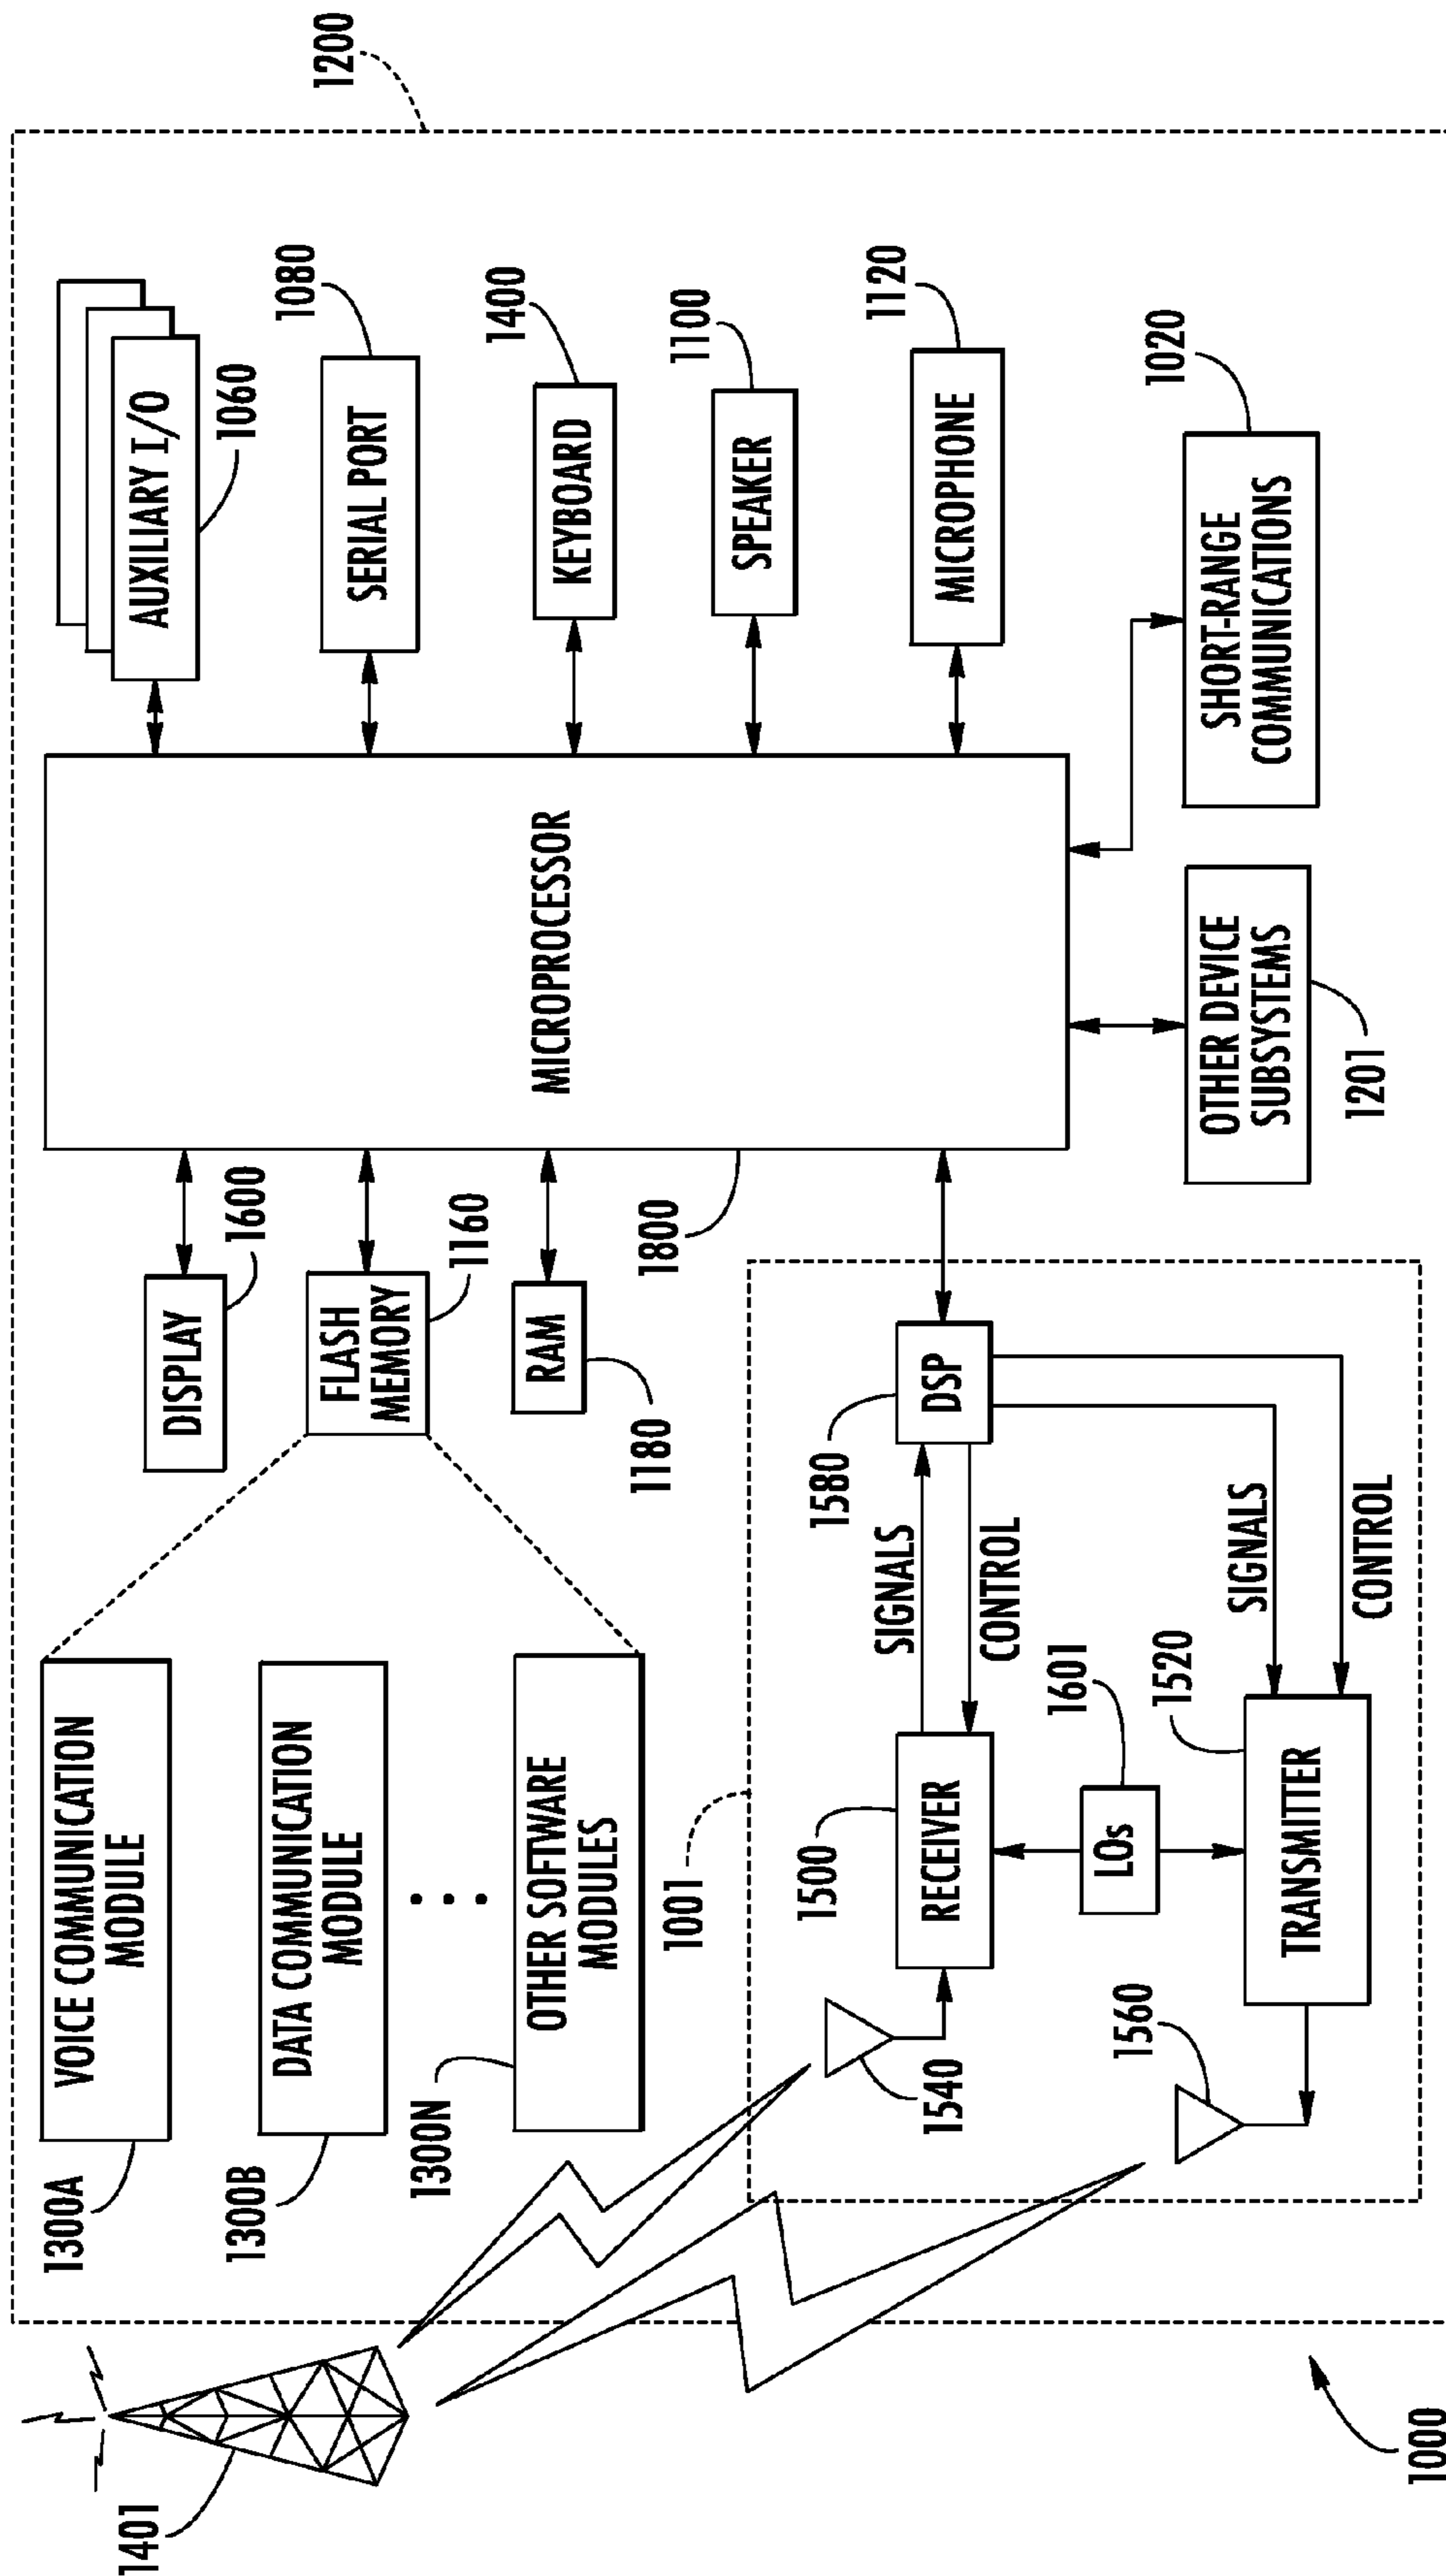 1401
1300A
VOICE COMMUNICATION
MODULE
1300B
DATA COMMUNICATION
MODULE
1300N
OTHER SOFTWARE
MODULES
DISPLAY
1600
FLASH
MEMORY
1160
RAM
1180
1800
MICROPROCESSOR
AUXILIARY I/O
1060
SERIAL PORT
1080
KEYBOARD
1400
SPEAKER
1100
MICROPHONE
1120
SHORT-RANGE
COMMUNICATIONS
1020
OTHER DEVICE
SUBSYSTEMS
1201
1200
1001
1500
RECEIVER
SIGNALS
CONTROL
1580
DSP
1540
LOs
1601
1560
TRANSMITTER
1520
SIGNALS
CONTROL
1000